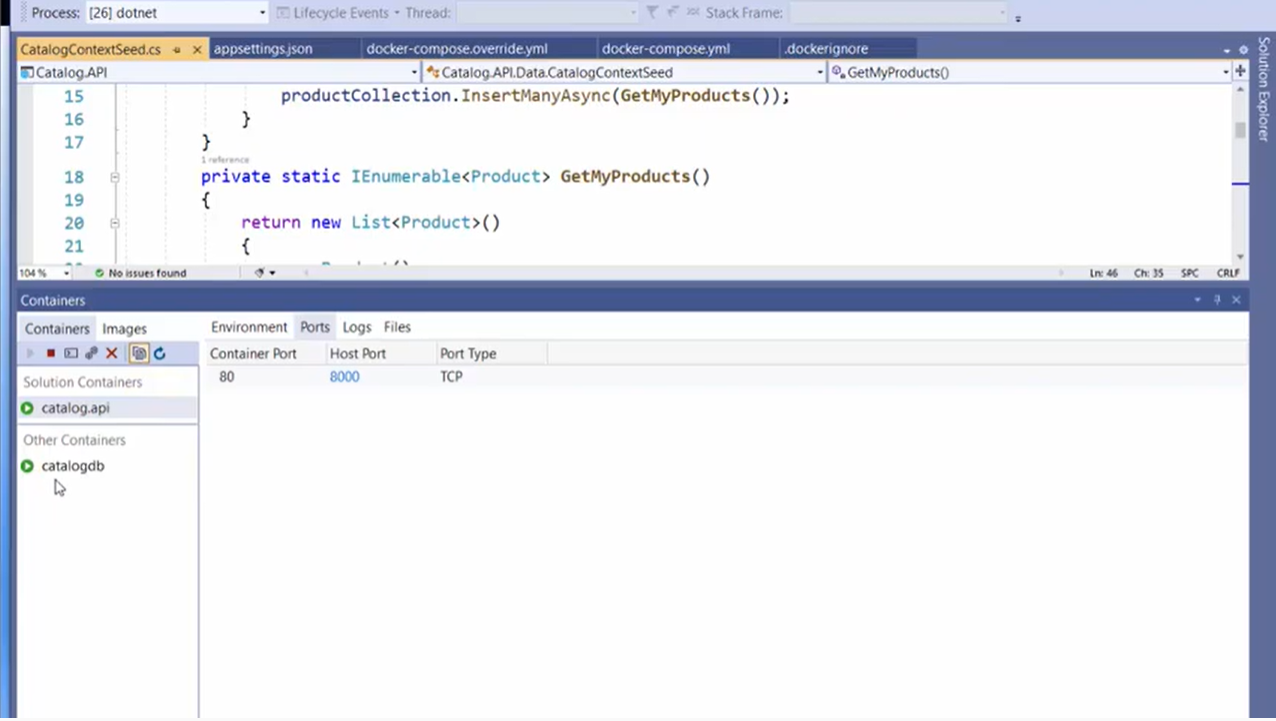 Process: [26] dotnet Lifecycle Events Thread: Stack Frame:
CatalogContextSeed.cs appsettings.json docker-compose.override.yml docker-compose.yml .dockerignore
Catalog.API Catalog.API.Data.CatalogContextSeed GetMyProducts()
Solution Explorer
15 productCollection.InsertManyAsync(GetMyProducts());
16 }
17 }
1 reference
18 private static IEnumerable<Product> GetMyProducts()
19 {
20 return new List<Product>()
21 {
104 % No issues found Ln: 46 Ch: 35 SPC CRLF
Containers
Containers Images Environment Ports Logs Files
Container Port Host Port Port Type
Solution Containers 80 8000 TCP
catalog.api
Other Containers
catalogdb